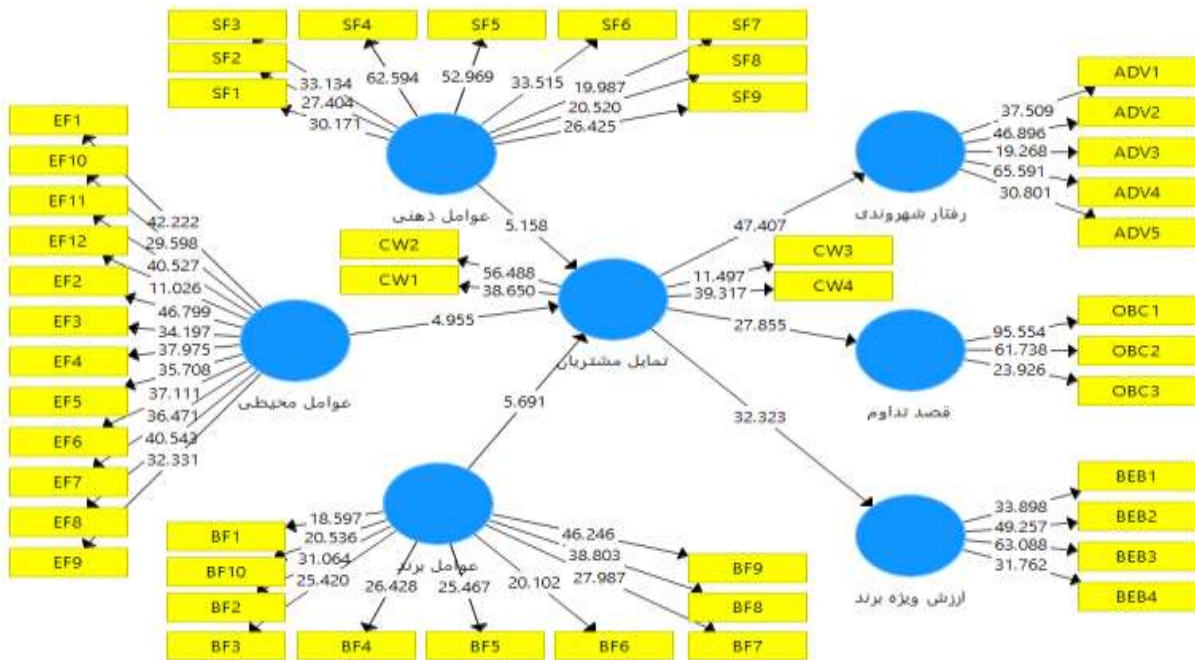 SF3
SF4
SF5
SF6
SF7
SF2
SF8
SF1
SF9
33.134
62.594
52.969
33.515
19.987
27.404
20.520
30.171
26.425
عوامل ذهنی
5.158
EF1
EF10
EF11
EF12
EF2
EF3
EF4
EF5
EF6
EF7
EF8
EF9
42.222
29.598
40.527
11.026
46.799
34.197
37.975
35.708
37.111
36.471
40.543
32.331
عوامل محیطی
4.955
CW2
CW1
56.488
38.650
CW3
CW4
11.497
39.317
تمایل مشتریان
47.407
27.855
32.323
5.691
رفتار شهروندی
37.509
46.896
19.268
65.591
30.801
ADV1
ADV2
ADV3
ADV4
ADV5
قصد تداوم
95.554
61.738
23.926
OBC1
OBC2
OBC3
ارزش ویژه برند
33.898
49.257
63.088
31.762
BEB1
BEB2
BEB3
BEB4
عوامل برند
18.597
20.536
31.064
25.420
26.428
25.467
20.102
27.987
38.803
46.246
BF1
BF10
BF2
BF3
BF4
BF5
BF6
BF7
BF8
BF9